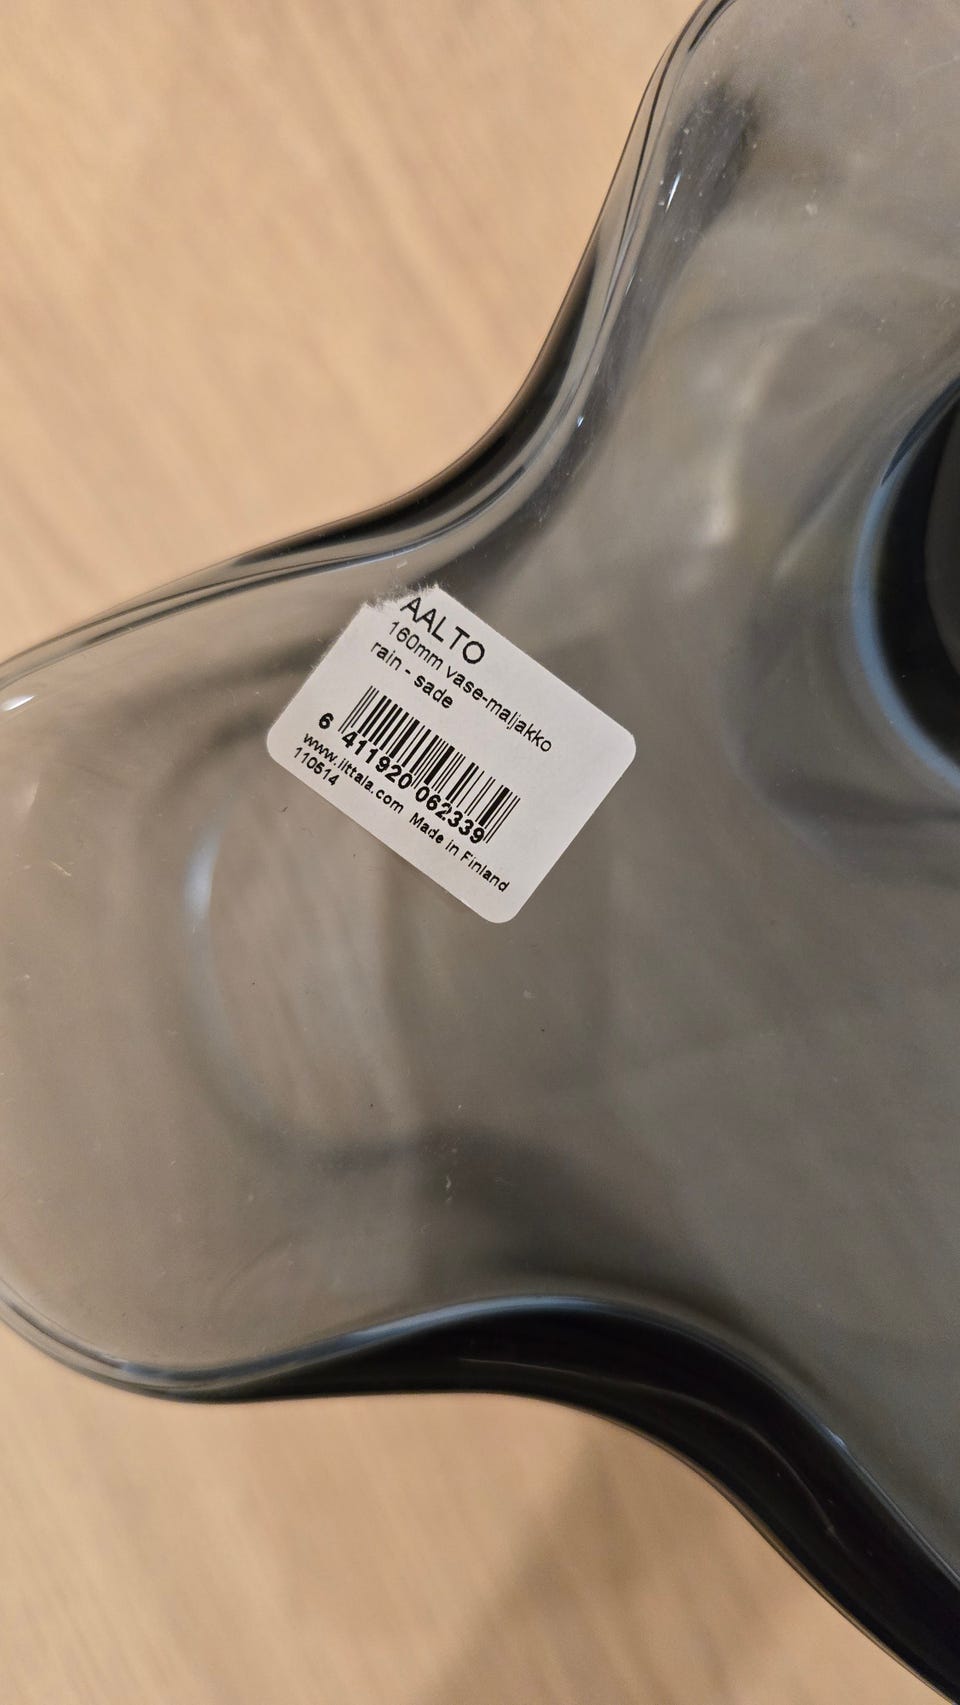 AALTO
160mm vase-maljakko
rain - sade
6 411920 062339
www.iittala.com Made in Finland
110514